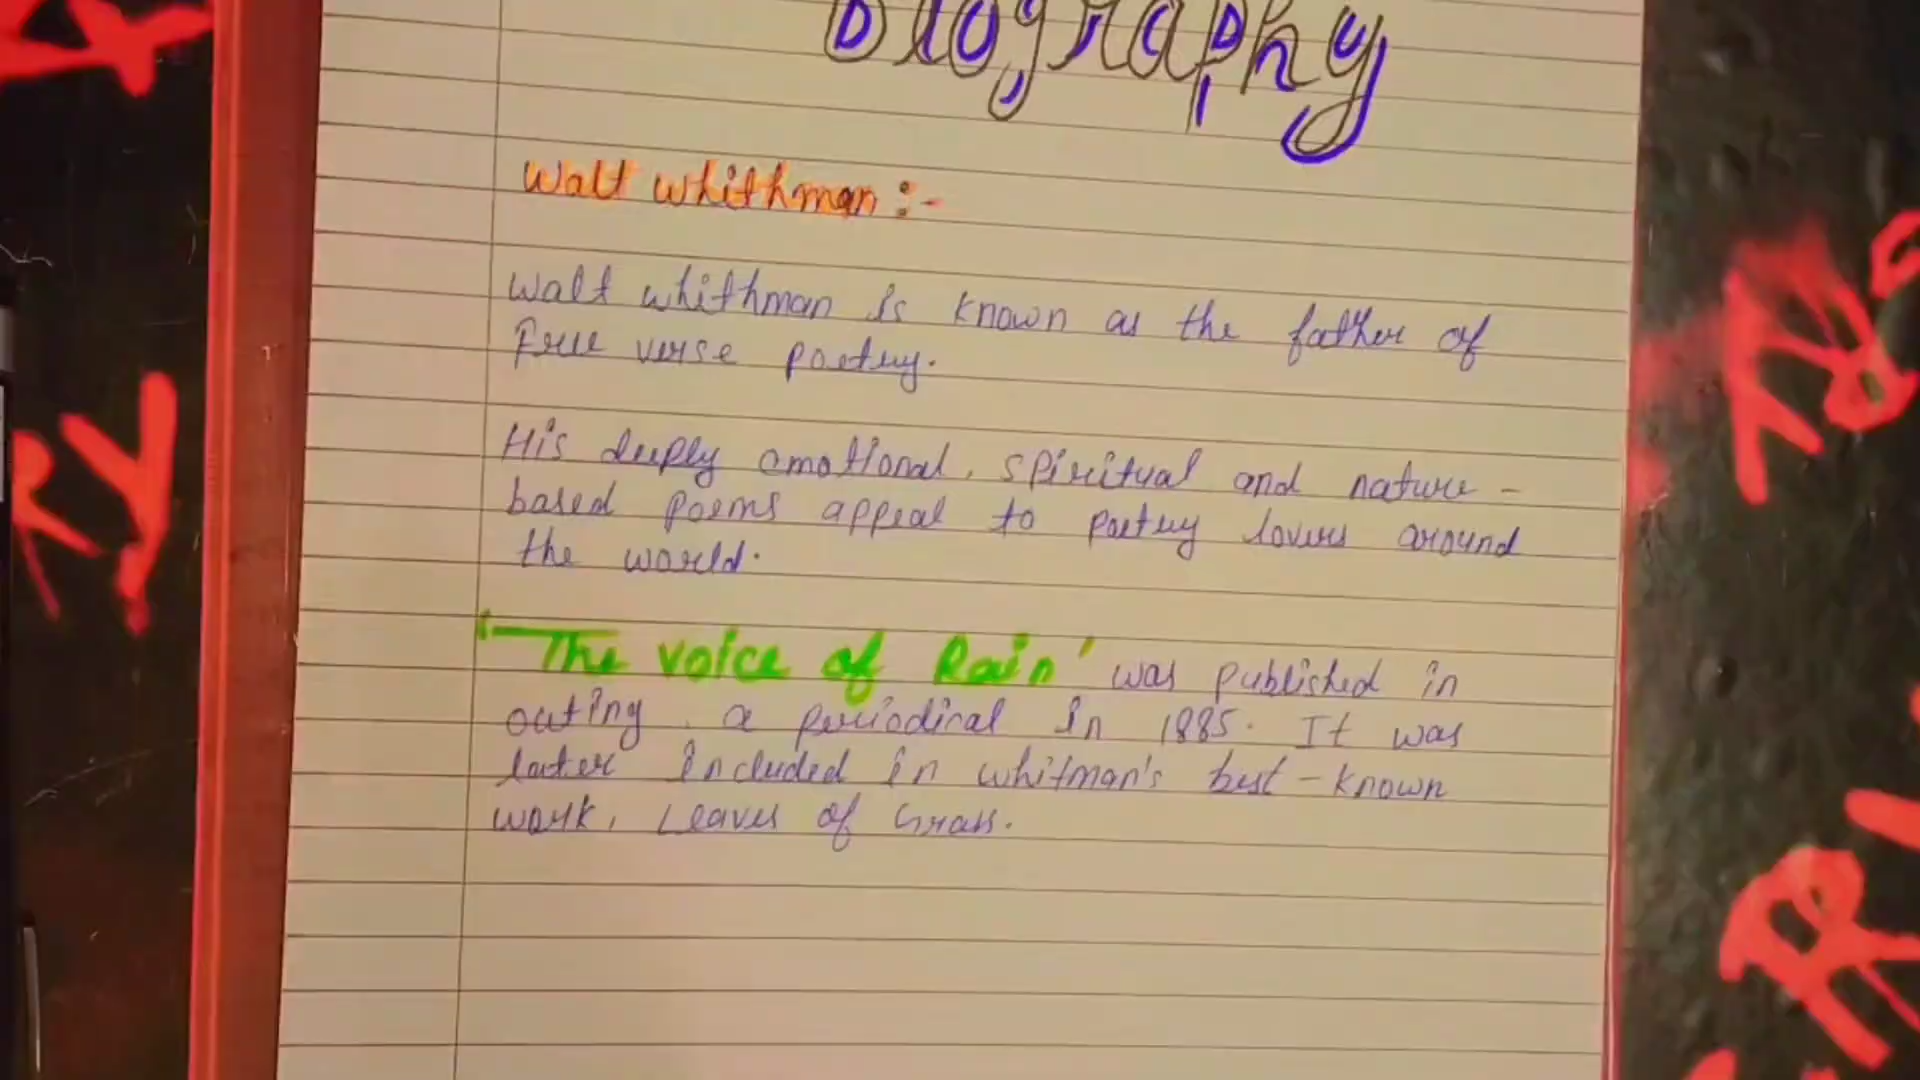 Biography
Walt whithman :-
Walt whithman is known as the father of
Free verse poetry.
His deeply emotional, spiritual and nature -
based poems appeal to poetry lovers around
the world.
'The voice of Rain' was published in
outing, a periodical in 1885. It was
later included in whitman's best - known
work, Leaves of Grass.
RY